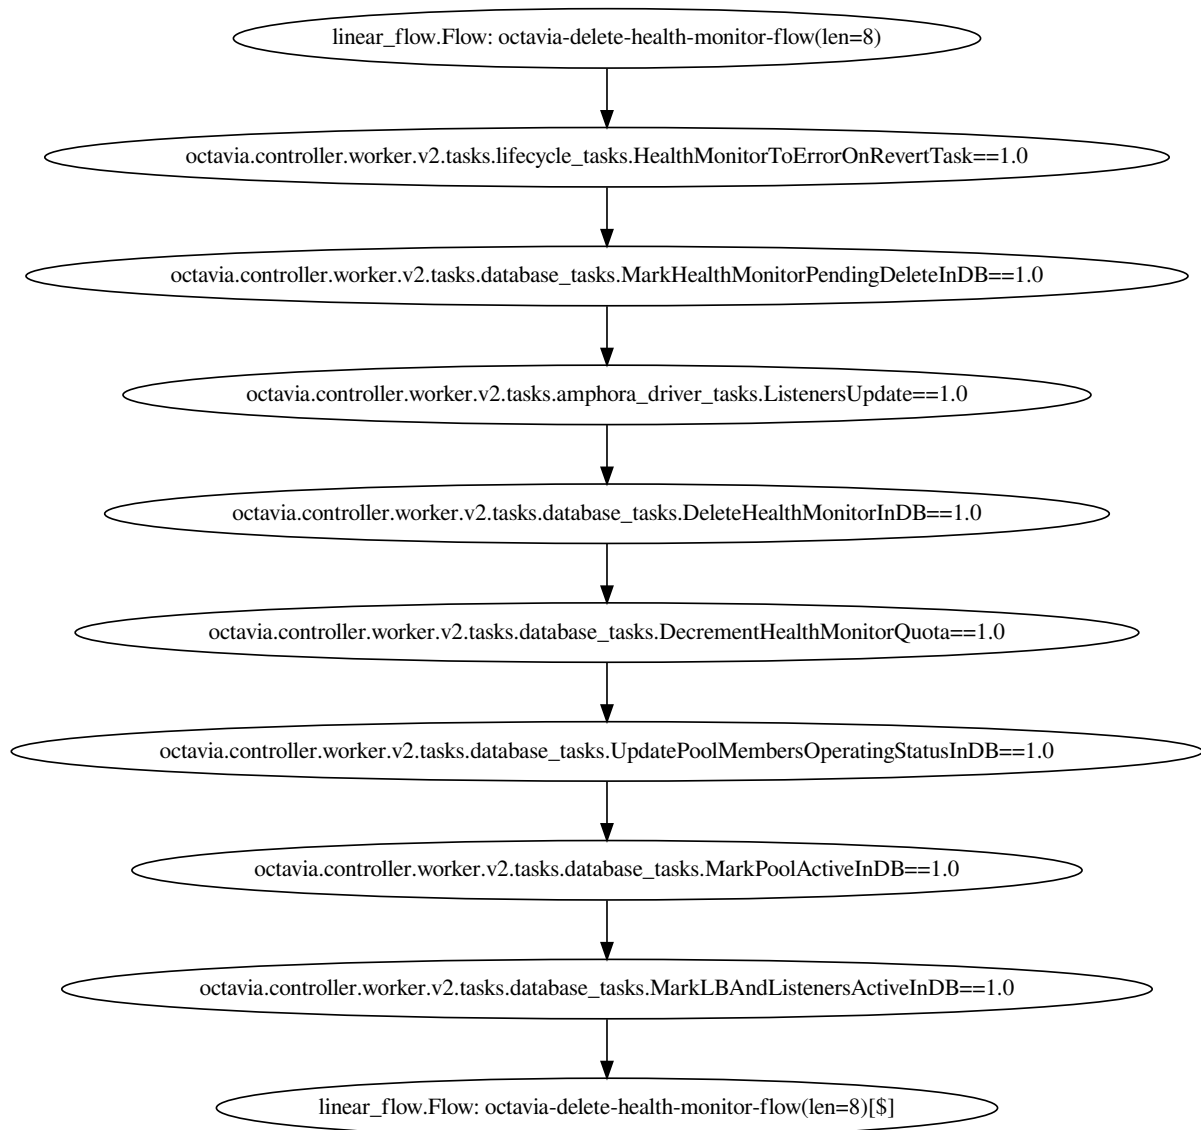 linear_flow.Flow: octavia-delete-health-monitor-flow(len=8)
octavia.controller.worker.v2.tasks.lifecycle_tasks.HealthMonitorToErrorOnRevertTask==1.0
octavia.controller.worker.v2.tasks.database_tasks.MarkHealthMonitorPendingDeleteInDB==1.0
octavia.controller.worker.v2.tasks.amphora_driver_tasks.ListenersUpdate==1.0
octavia.controller.worker.v2.tasks.database_tasks.DeleteHealthMonitorInDB==1.0
octavia.controller.worker.v2.tasks.database_tasks.DecrementHealthMonitorQuota==1.0
octavia.controller.worker.v2.tasks.database_tasks.UpdatePoolMembersOperatingStatusInDB==1.0
octavia.controller.worker.v2.tasks.database_tasks.MarkPoolActiveInDB==1.0
octavia.controller.worker.v2.tasks.database_tasks.MarkLBAndListenersActiveInDB==1.0
linear_flow.Flow: octavia-delete-health-monitor-flow(len=8)[$]